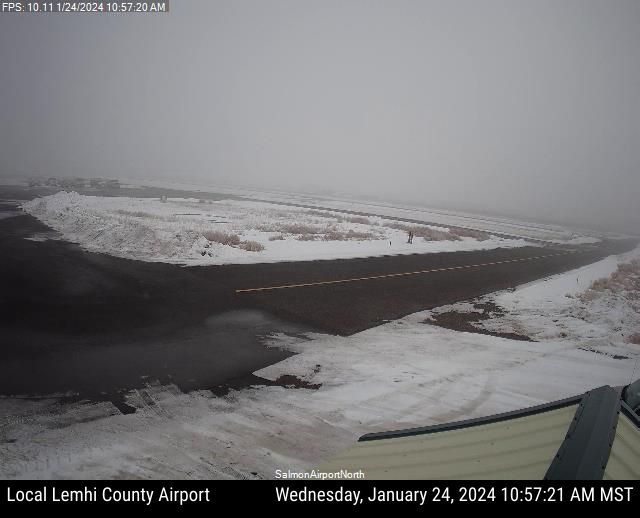 FPS: 10.11 1/24/2024 10:57:20 AM
SalmonAirportNorth
Local Lemhi County Airport
Wednesday, January 24, 2024 10:57:21 AM MST